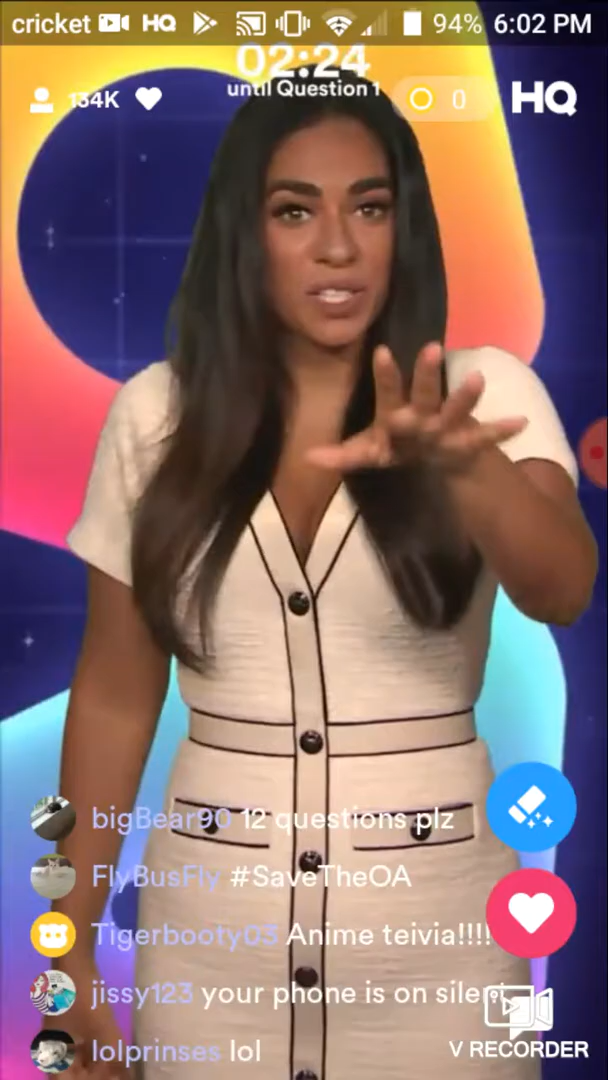 cricket HQ 94% 6:02 PM
02:24
until Question 1
134K 0 HQ
bigBear90 12 questions plz
FlyBusFly #SaveTheOA
Tigerbooty03 Anime teivia!!!!
jissy123 your phone is on silent
lolprinses lol
V RECORDER